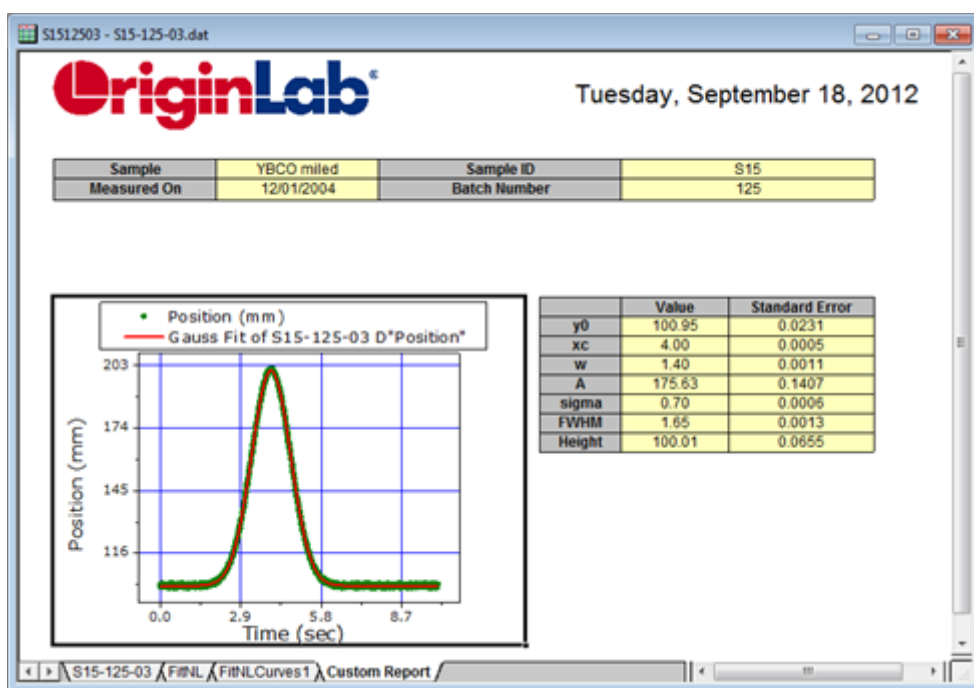 S1512503 - S15-125-03.dat
OriginLab®
Tuesday, September 18, 2012
Sample YBCO miled Sample ID S15
Measured On 12/01/2004 Batch Number 125
Position (mm)
Gauss Fit of S15-125-03 D"Position"
203
174
145
116
Position (mm)
0.0 2.9 5.8 8.7
Time (sec)
Value Standard Error
y0 100.95 0.0231
xc 4.00 0.0005
w 1.40 0.0011
A 175.63 0.1407
sigma 0.70 0.0006
FWHM 1.65 0.0013
Height 100.01 0.0655
S15-125-03 FitNL FitNLCurves1 Custom Report